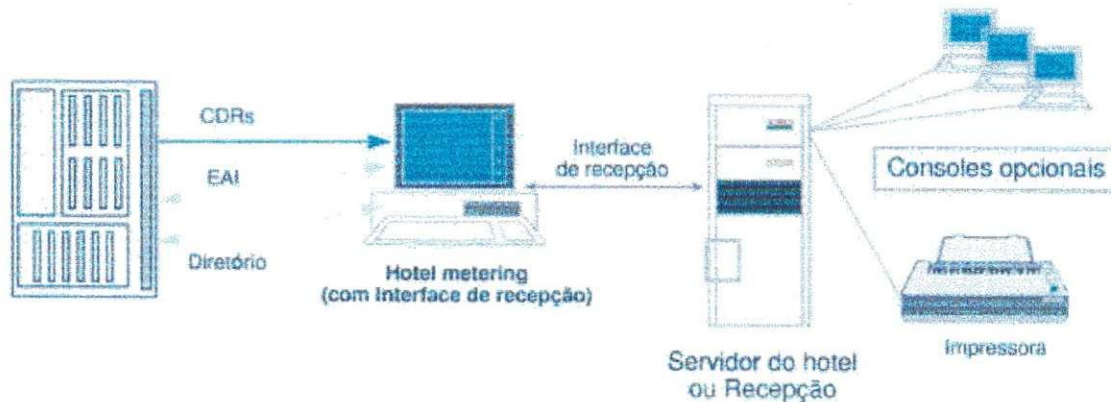 CDRs
EAI
Diretório
Hotel metering
(com Interface de recepção)
Interface
de recepção
Servidor do hotel
ou Recepção
Consoles opcionais
Impressora